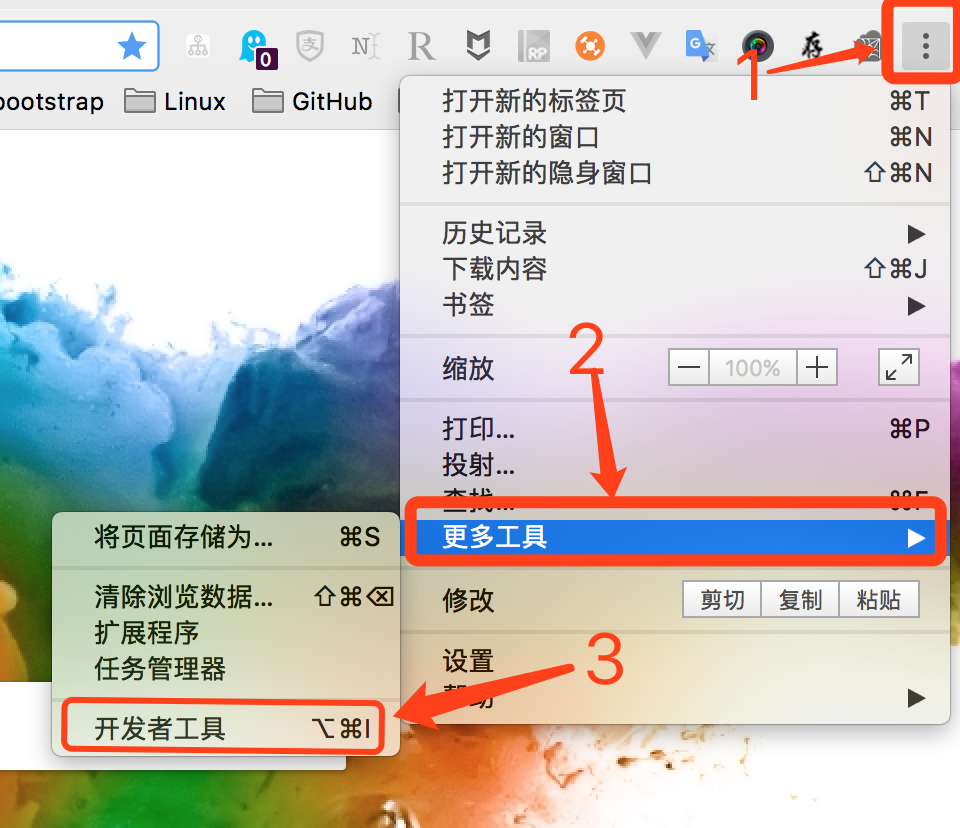 0
N
R
RP
G 文
存
1
bootstrap
Linux
GitHub
打开新的标签页 ⌘T
打开新的窗口 ⌘N
打开新的隐身窗口 ⇧⌘N
历史记录 ▶
下载内容 ⇧⌘J
书签 ▶
2
缩放 — 100% +
打印... ⌘P
投射...
查找... ⌘F
更多工具 ▶
将页面存储为... ⌘S
清除浏览数据... ⇧⌘⌫
扩展程序
任务管理器
开发者工具 ⌥⌘I
修改 剪切 复制 粘贴
设置
3
帮助 ▶